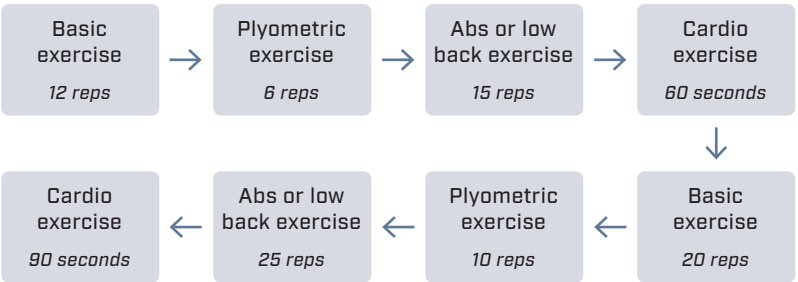 Basic
exercise
12 reps
Plyometric
exercise
6 reps
Abs or low
back exercise
15 reps
Cardio
exercise
60 seconds
Basic
exercise
20 reps
Plyometric
exercise
10 reps
Abs or low
back exercise
25 reps
Cardio
exercise
90 seconds